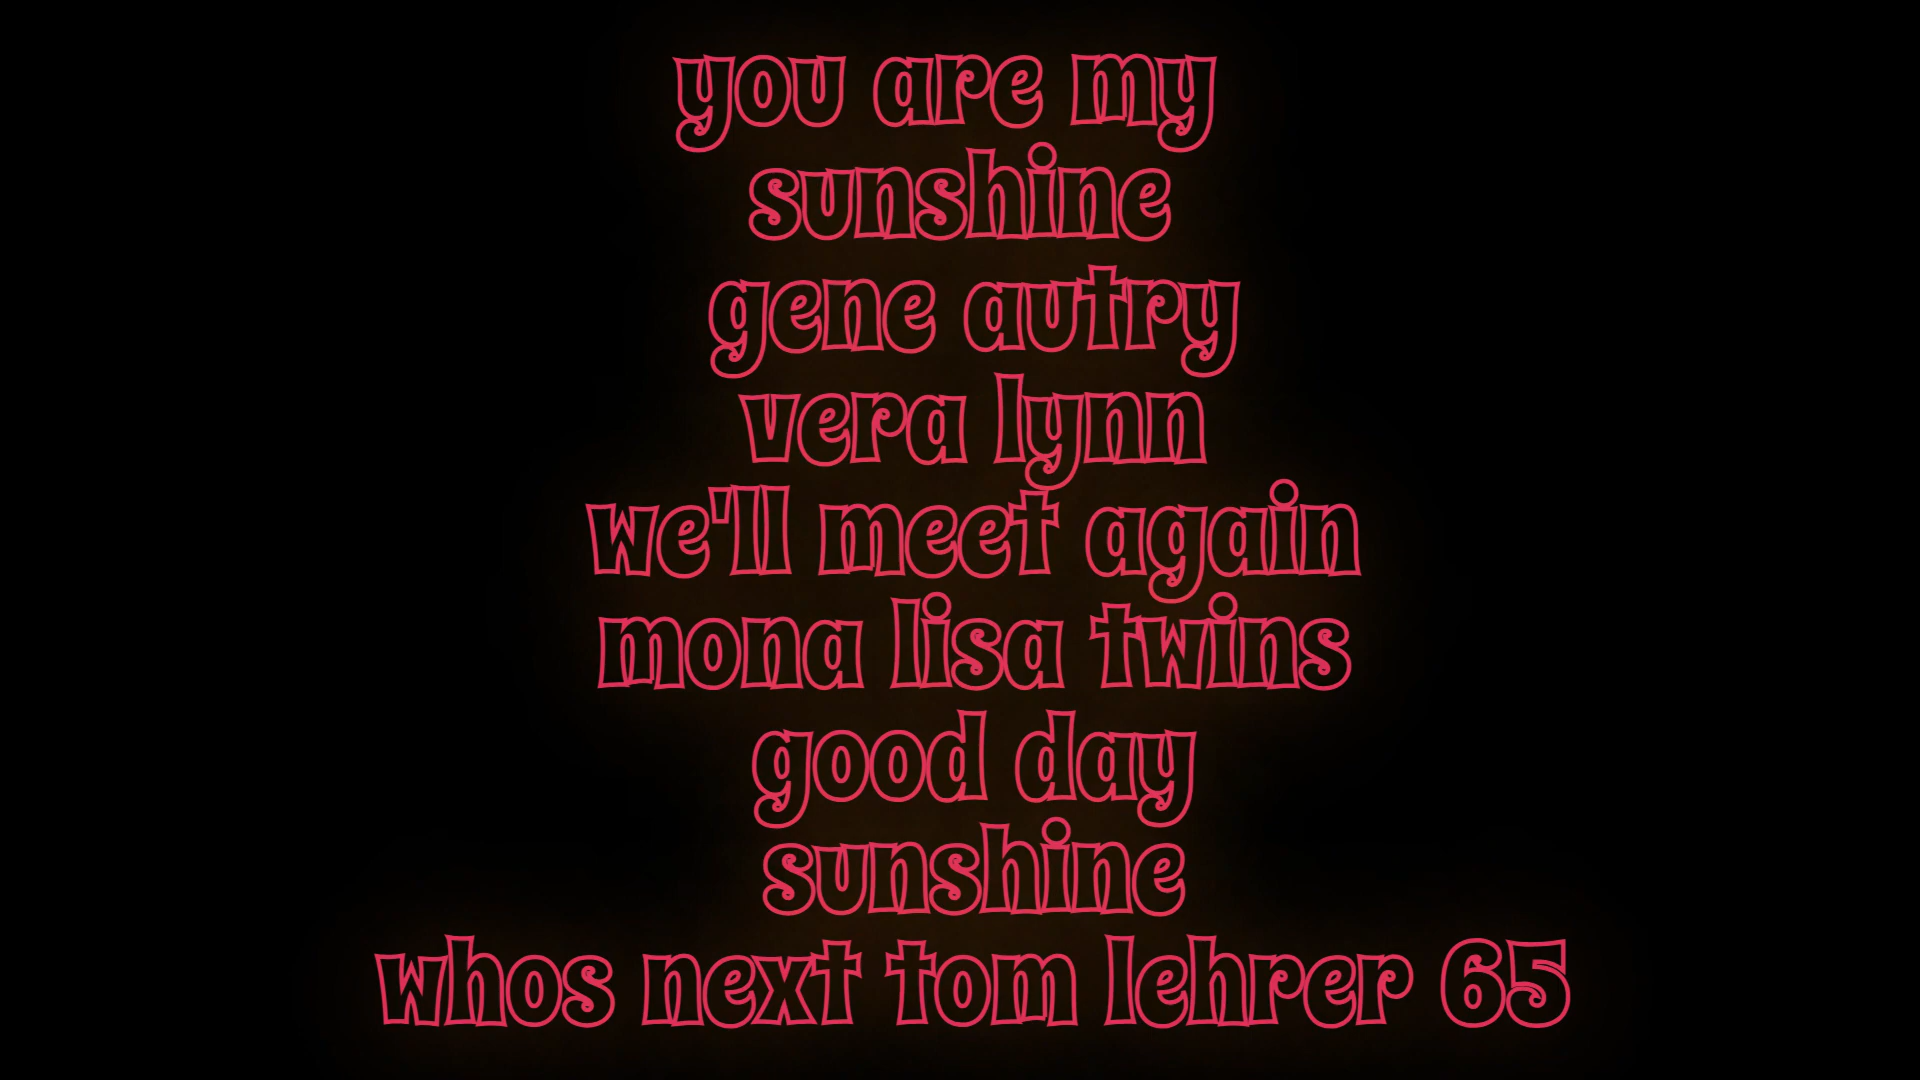 you are my
sunshine
gene autry
vera lynn
we'll meet again
mona lisa twins
good day
sunshine
whos next tom lehrer 65